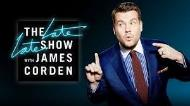 THE Late
Late SHOW
WITH JAMES
CORDEN